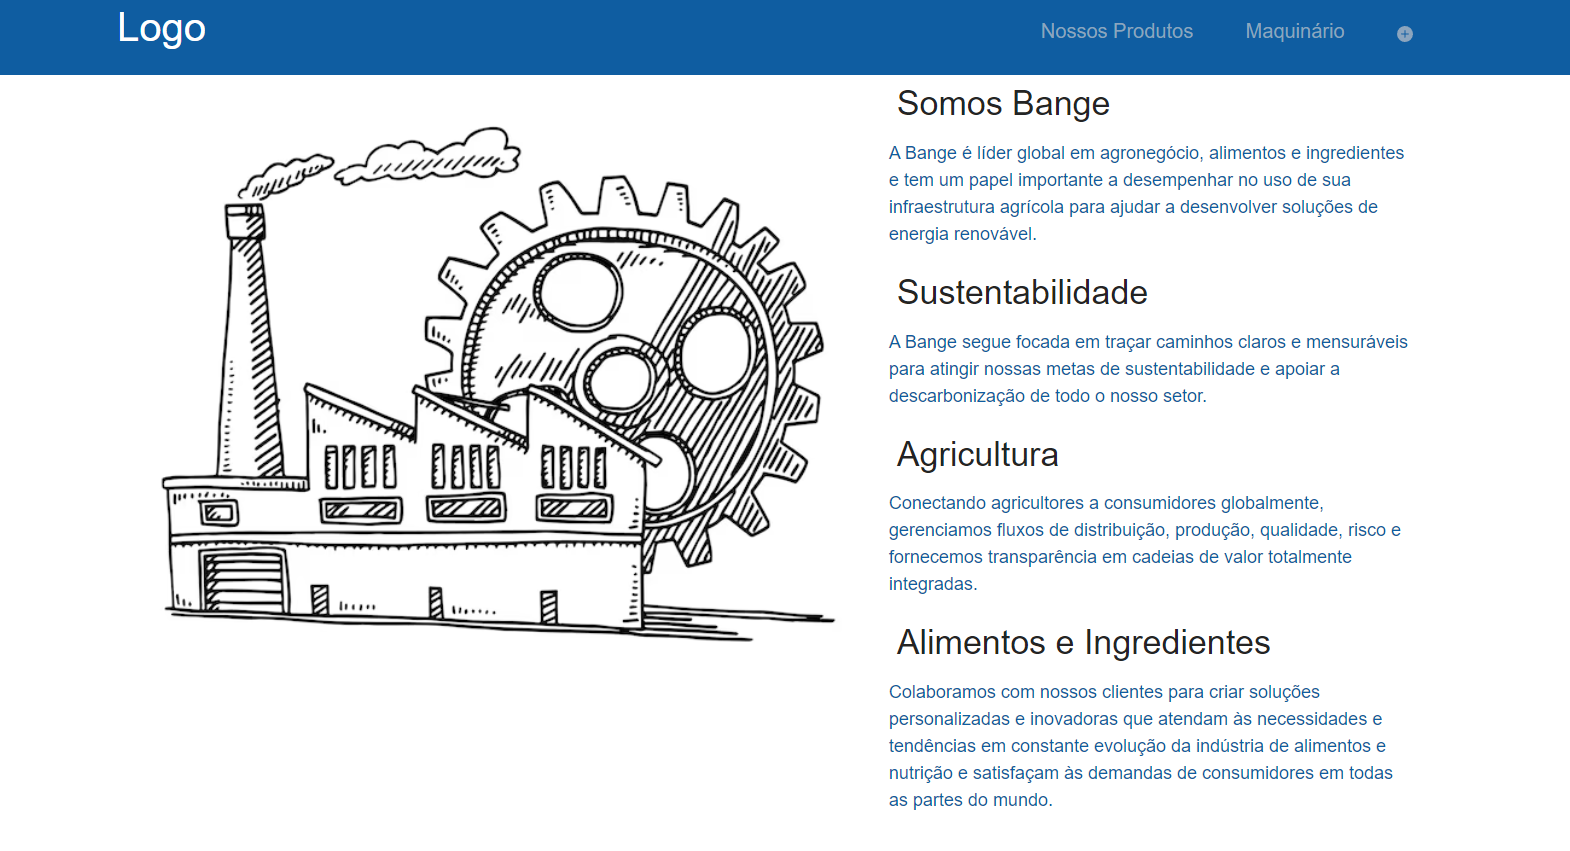 Logo
Nossos Produtos
Maquinário
Somos Bange
A Bange é líder global em agronegócio, alimentos e ingredientes
e tem um papel importante a desempenhar no uso de sua
infraestrutura agrícola para ajudar a desenvolver soluções de
energia renovável.
Sustentabilidade
A Bange segue focada em traçar caminhos claros e mensuráveis
para atingir nossas metas de sustentabilidade e apoiar a
descarbonização de todo o nosso setor.
Agricultura
Conectando agricultores a consumidores globalmente,
gerenciamos fluxos de distribuição, produção, qualidade, risco e
fornecemos transparência em cadeias de valor totalmente
integradas.
Alimentos e Ingredientes
Colaboramos com nossos clientes para criar soluções
personalizadas e inovadoras que atendam às necessidades e
tendências em constante evolução da indústria de alimentos e
nutrição e satisfaçam às demandas de consumidores em todas
as partes do mundo.